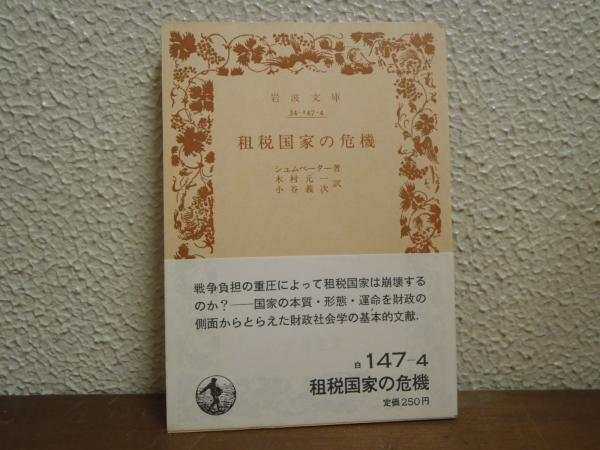 岩波文庫
34-147-4
租税国家の危機
シュムペーター著
木村元一
小谷義次 訳
戦争負担の重圧によって租税国家は崩壊する
のか?——国家の本質・形態・運命を財政の
側面からとらえた財政社会学の基本的文献.
白 147-4
租税国家の危機
定価250円